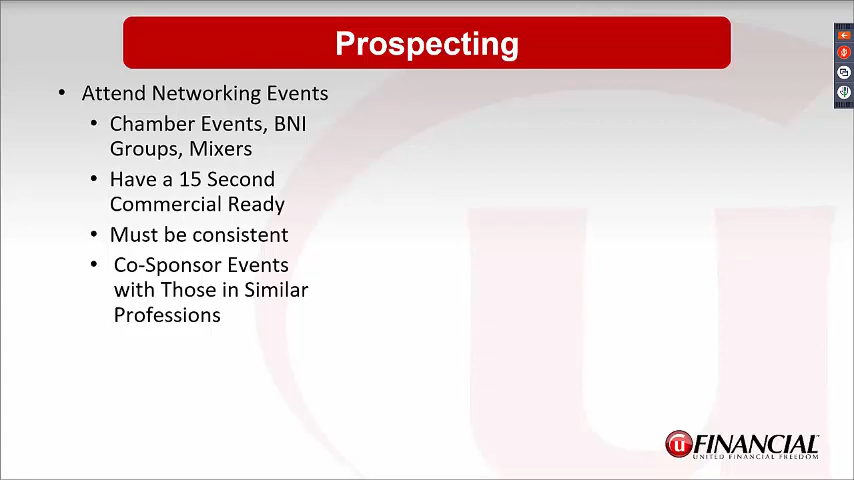 Prospecting
• Attend Networking Events
• Chamber Events, BNI
Groups, Mixers
• Have a 15 Second
Commercial Ready
• Must be consistent
• Co-Sponsor Events
with Those in Similar
Professions
u FINANCIAL
UNITED FINANCIAL FREEDOM